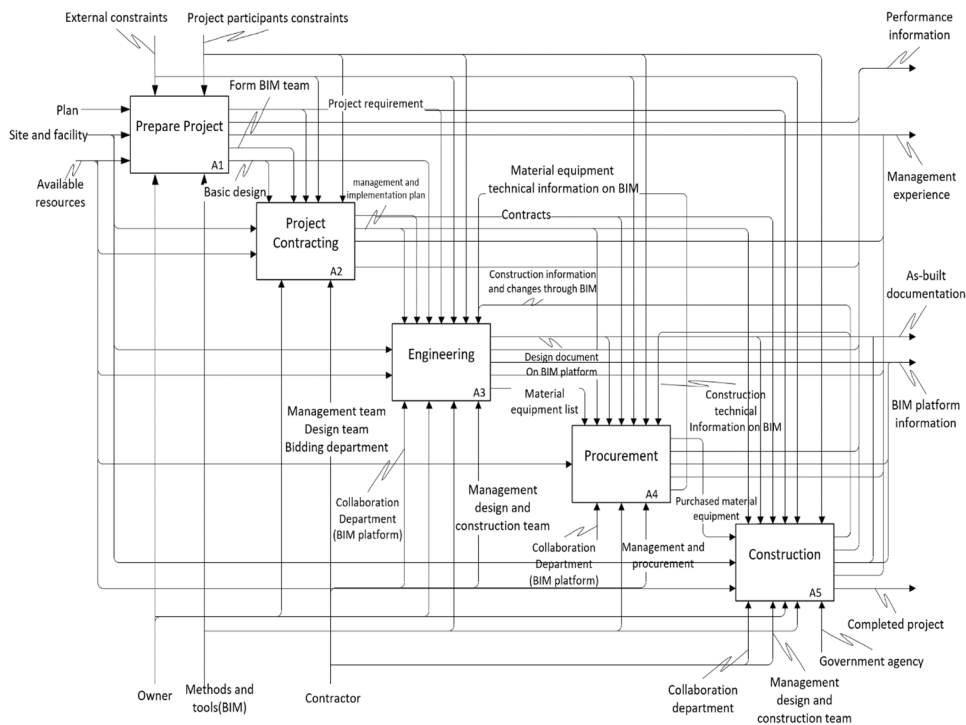 External constraints
Project participants constraints
Performance
information
Form BIM team
Plan
Project requirement
Prepare Project
Site and facility
A1
Available
resources
Basic design
Material equipment
technical information on BIM
management and
implementation plan
Management
experience
Contracts
Project
Contracting
A2
Construction information
and changes through BIM
As-built
documentation
Engineering
A3
Design document
On BIM platform
Material
equipment list
Construction
technical
Information on BIM
BIM platform
information
Management team
Design team
Bidding department
Procurement
A4
Collaboration
Department
(BIM platform)
Management
design and
construction team
Purchased material
equipment
Collaboration
Department
(BIM platform)
Management and
procurement
Construction
A5
Completed project
Government agency
Owner
Methods and
tools(BIM)
Contractor
Collaboration
department
Management
design and
construction team